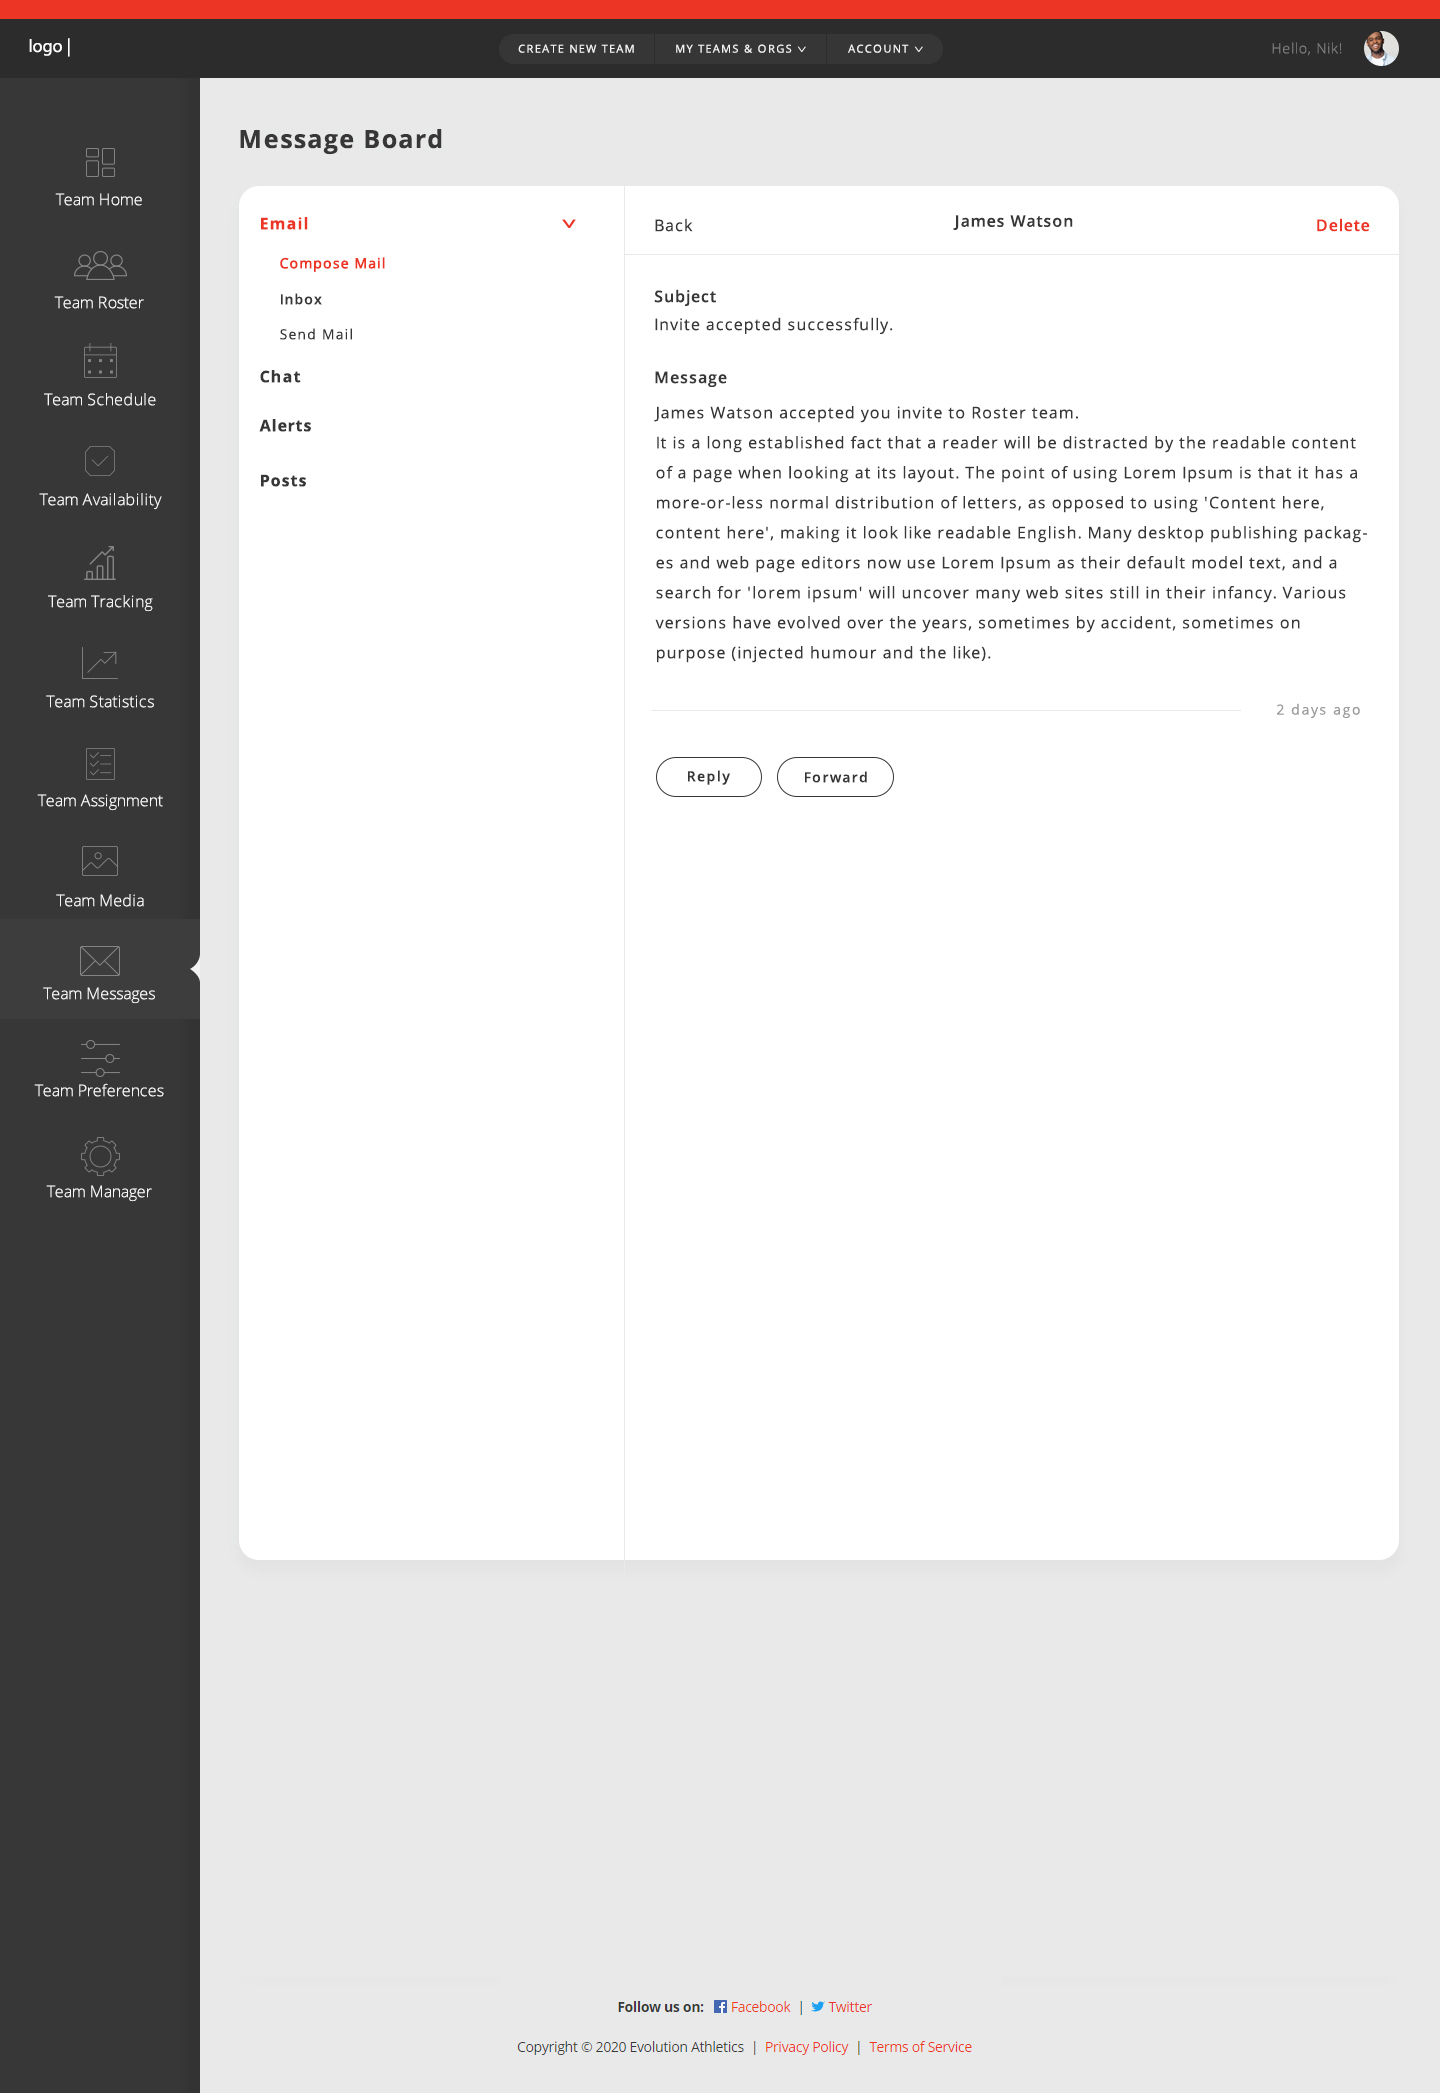 logo |
CREATE NEW TEAM
MY TEAMS & ORGS
ACCOUNT
Hello, Nik!
Team Home
Team Roster
Team Schedule
Team Availability
Team Tracking
Team Statistics
Team Assignment
Team Media
Team Messages
Team Preferences
Team Manager
Message Board
Email
Compose Mail
Inbox
Send Mail
Chat
Alerts
Posts
Back
James Watson
Delete
Subject
Invite accepted successfully.
Message
James Watson accepted you invite to Roster team.
It is a long established fact that a reader will be distracted by the readable content
of a page when looking at its layout. The point of using Lorem Ipsum is that it has a
more-or-less normal distribution of letters, as opposed to using 'Content here,
content here', making it look like readable English. Many desktop publishing packag-
es and web page editors now use Lorem Ipsum as their default model text, and a
search for 'lorem ipsum' will uncover many web sites still in their infancy. Various
versions have evolved over the years, sometimes by accident, sometimes on
purpose (injected humour and the like).
2 days ago
Reply
Forward
Follow us on: Facebook | Twitter
Copyright © 2020 Evolution Athletics | Privacy Policy | Terms of Service